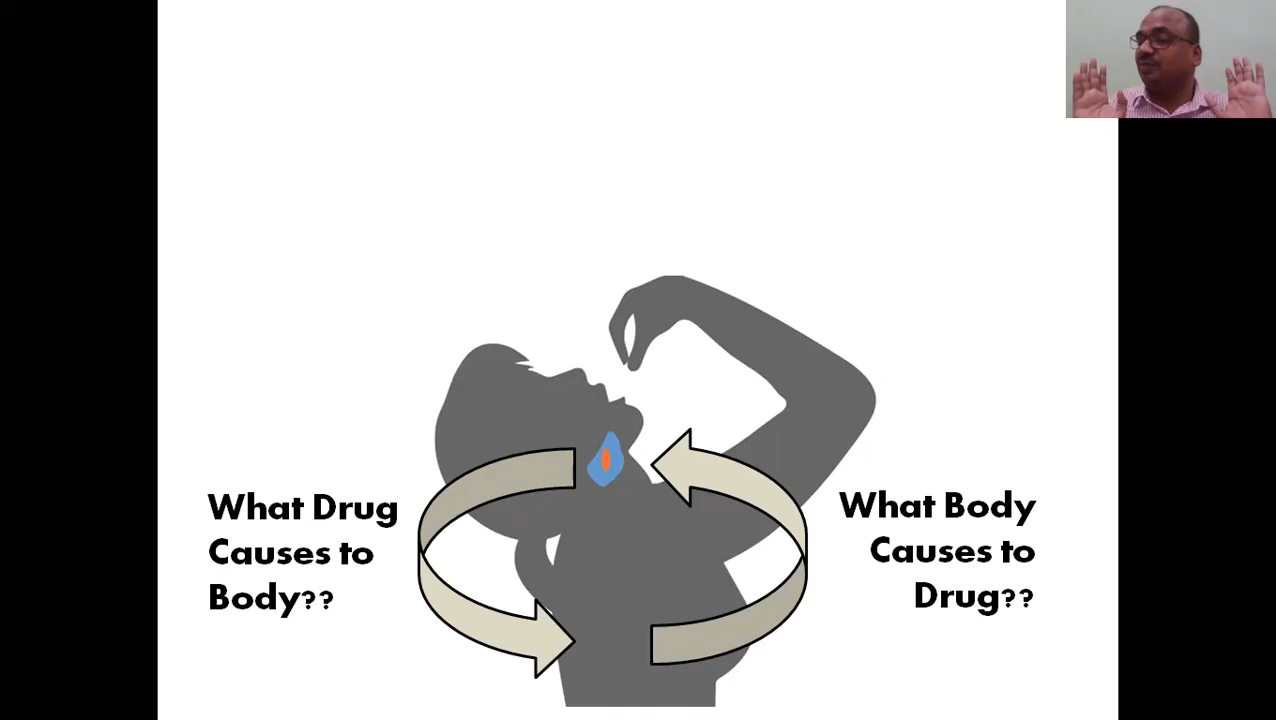 What Drug
Causes to
Body??
What Body
Causes to
Drug??